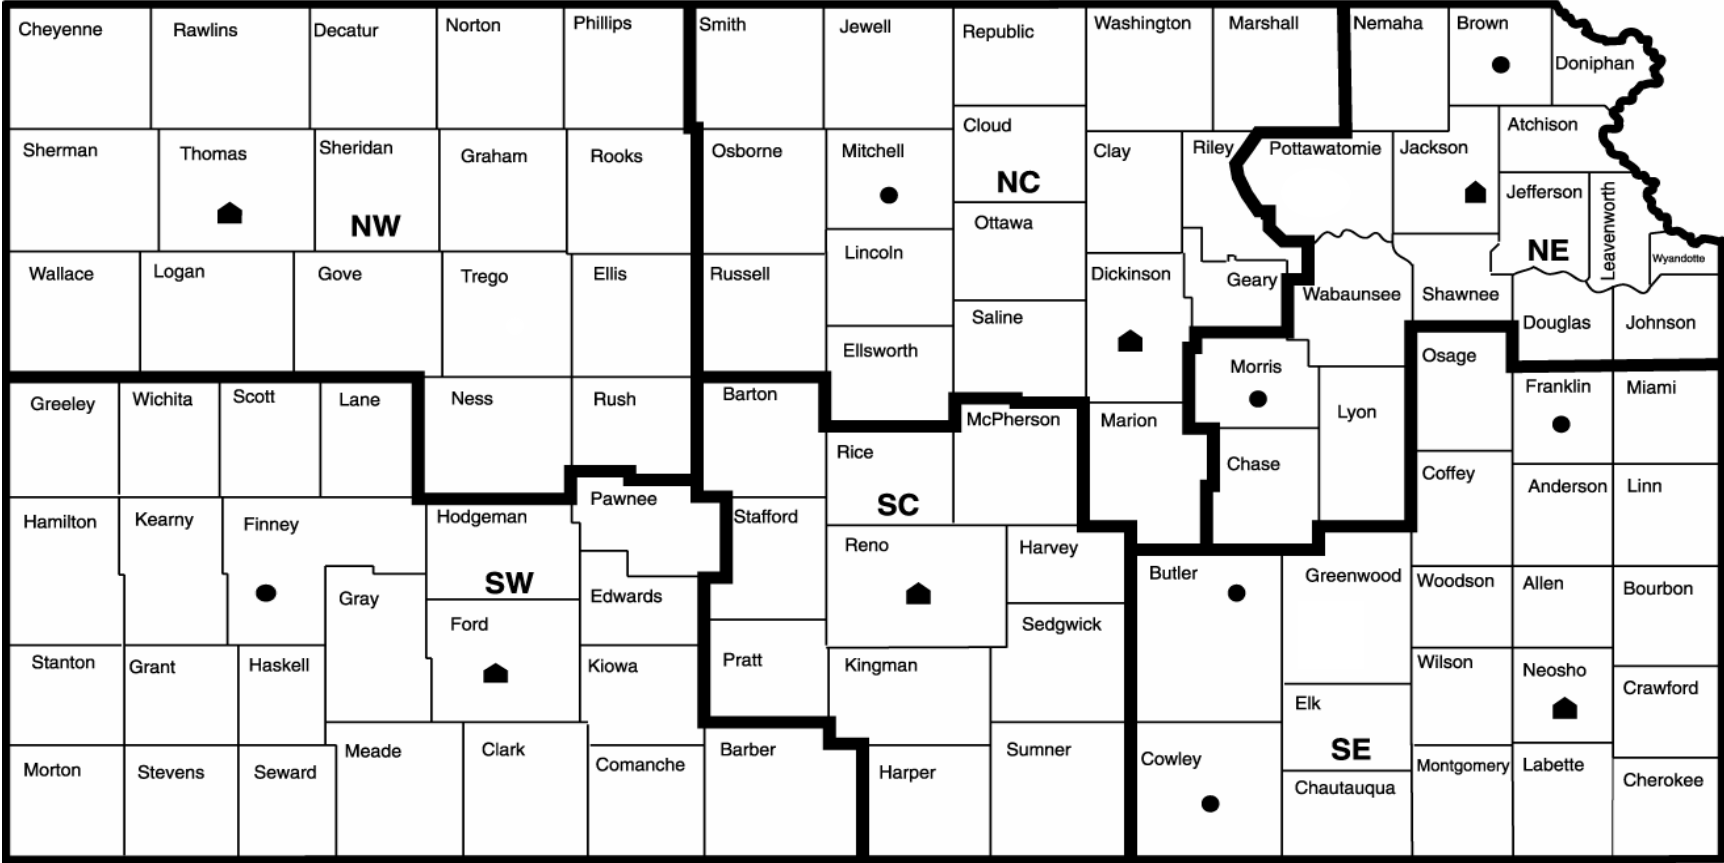 Cheyenne
Rawlins
Decatur
Norton
Phillips
Smith
Jewell
Republic
Washington
Marshall
Nemaha
Brown
Doniphan
Sherman
Thomas
Sheridan
Graham
Rooks
Osborne
Mitchell
Cloud
Clay
Riley
Pottawatomie
Jackson
Atchison
NW
NC
Jefferson
Leavenworth
NE
Wyandotte
Wallace
Logan
Gove
Trego
Ellis
Russell
Lincoln
Ottawa
Dickinson
Geary
Wabaunsee
Shawnee
Douglas
Johnson
Ellsworth
Saline
Greeley
Wichita
Scott
Lane
Ness
Rush
Barton
McPherson
Marion
Morris
Lyon
Osage
Franklin
Miami
Rice
Chase
Coffey
Anderson
Linn
Hamilton
Kearny
Finney
Hodgeman
Pawnee
Stafford
SC
Reno
Harvey
SW
Gray
Edwards
Butler
Greenwood
Woodson
Allen
Bourbon
Ford
Sedgwick
Stanton
Grant
Haskell
Kiowa
Pratt
Kingman
Wilson
Neosho
Crawford
Elk
SE
Morton
Stevens
Seward
Meade
Clark
Comanche
Barber
Harper
Sumner
Cowley
Chautauqua
Montgomery
Labette
Cherokee